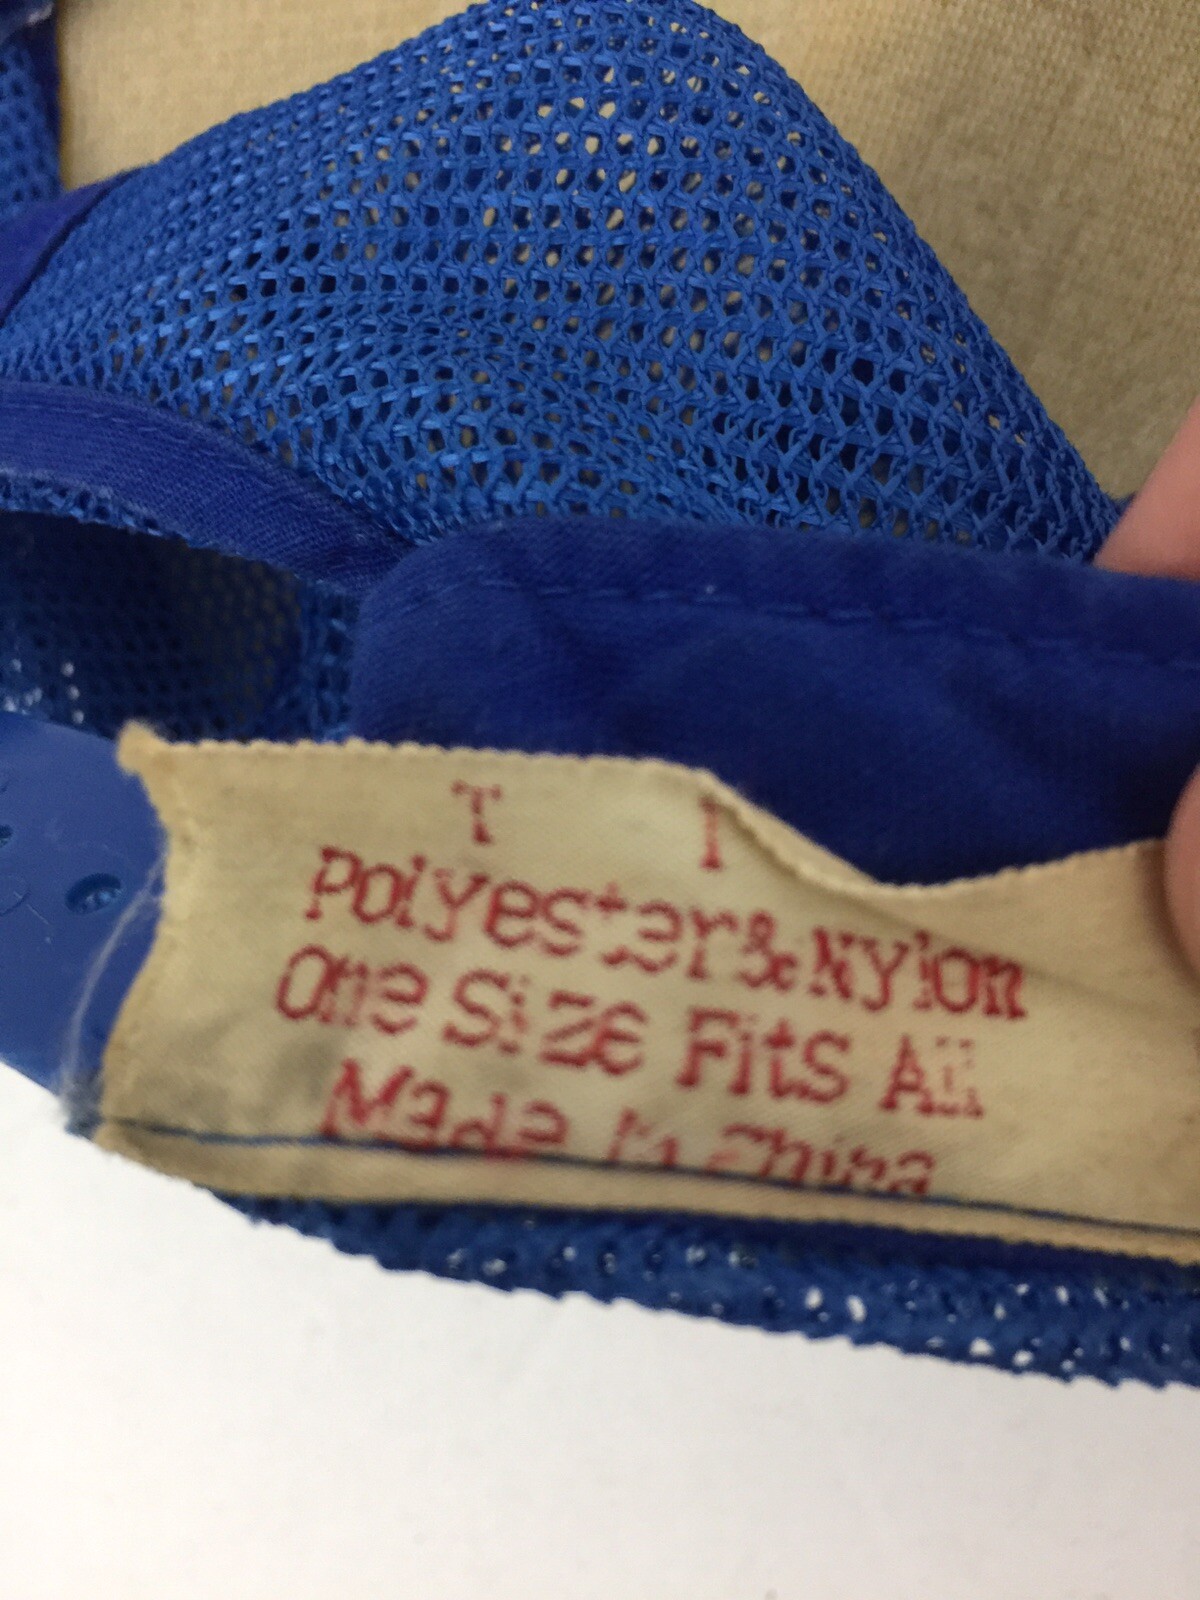 T I
Polyester&Nylon
One Size Fits All
Made In China